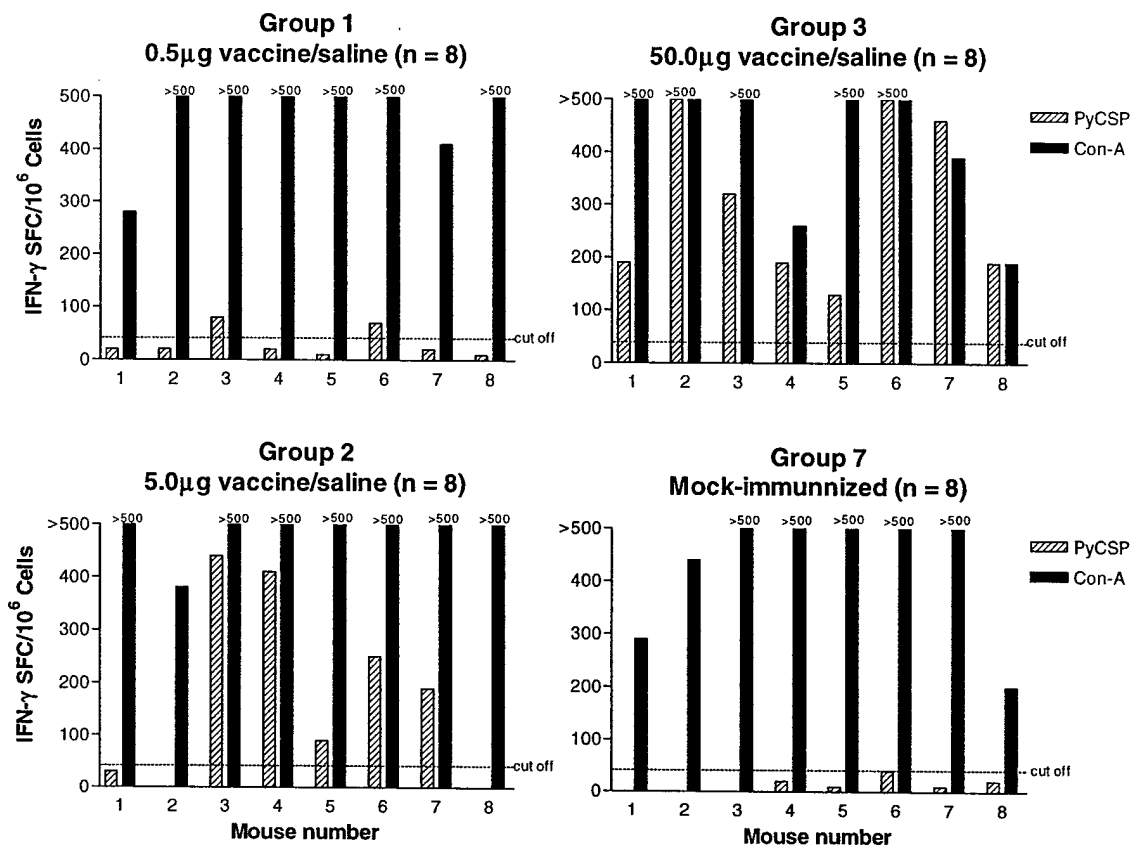 Group 1
0.5µg vaccine/saline (n = 8)
IFN-γ SFC/10⁶ Cells
500
400
300
200
100
0
>500 >500 >500 >500 >500 >500
cut off
1 2 3 4 5 6 7 8
Group 3
50.0µg vaccine/saline (n = 8)
>500
400
300
200
100
0
>500 >500 >500 >500 >500
cut off
1 2 3 4 5 6 7 8
PyCSP
Con-A
Group 2
5.0µg vaccine/saline (n = 8)
IFN-γ SFC/10⁶ Cells
>500
400
300
200
100
0
>500 >500 >500 >500 >500 >500 >500
cut off
1 2 3 4 5 6 7 8
Mouse number
Group 7
Mock-immunnized (n = 8)
>500
400
300
200
100
0
>500 >500 >500 >500 >500
cut off
1 2 3 4 5 6 7 8
Mouse number
PyCSP
Con-A